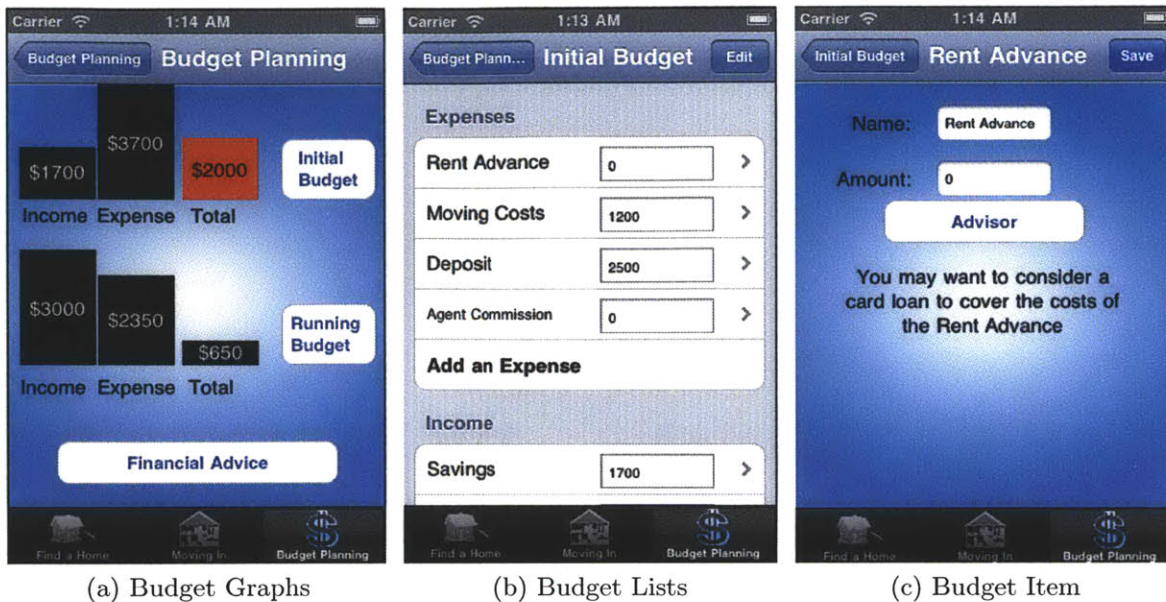 Carrier 1:14 AM
Budget Planning Budget Planning
$1700 $3700 $2000
Initial
Budget
Income Expense Total
$3000 $2350 $650
Running
Budget
Income Expense Total
Financial Advice
Find a Home Moving In Budget Planning
(a) Budget Graphs
Carrier 1:13 AM
Budget Plann... Initial Budget Edit
Expenses
Rent Advance 0
Moving Costs 1200
Deposit 2500
Agent Commission 0
Add an Expense
Income
Savings 1700
Find a Home Moving In Budget Planning
(b) Budget Lists
Carrier 1:14 AM
Initial Budget Rent Advance Save
Name: Rent Advance
Amount: 0
Advisor
You may want to consider a
card loan to cover the costs of
the Rent Advance
Find a Home Moving In Budget Planning
(c) Budget Item